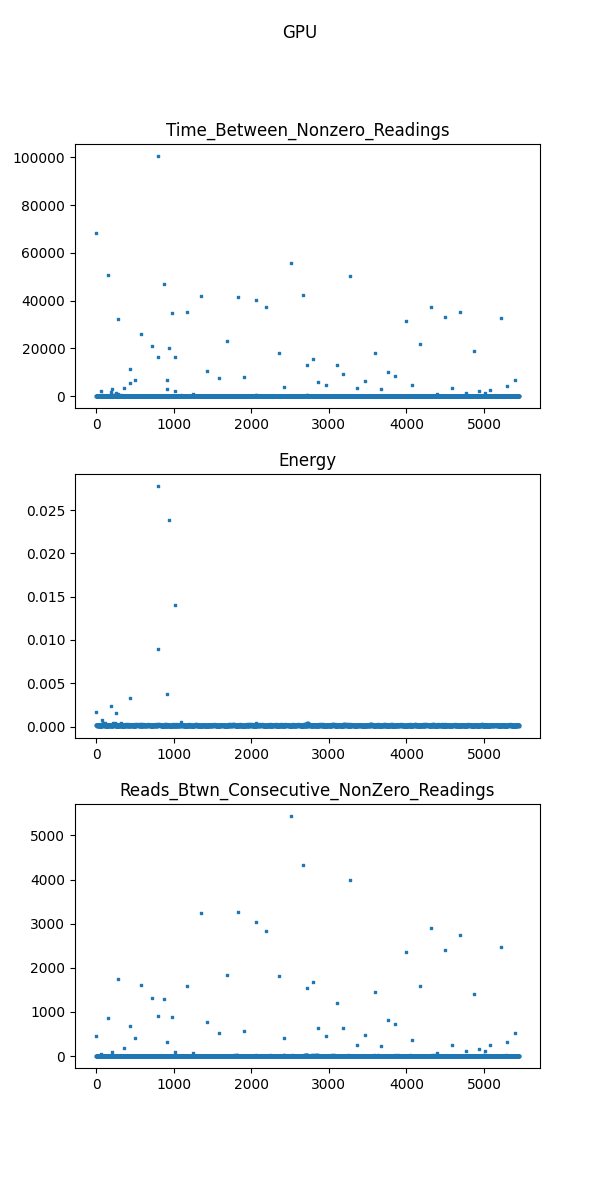 GPU
Time_Between_Nonzero_Readings
100000
80000
60000
40000
20000
0
0 1000 2000 3000 4000 5000
Energy
0.025
0.020
0.015
0.010
0.005
0.000
0 1000 2000 3000 4000 5000
Reads_Btwn_Consecutive_NonZero_Readings
5000
4000
3000
2000
1000
0
0 1000 2000 3000 4000 5000